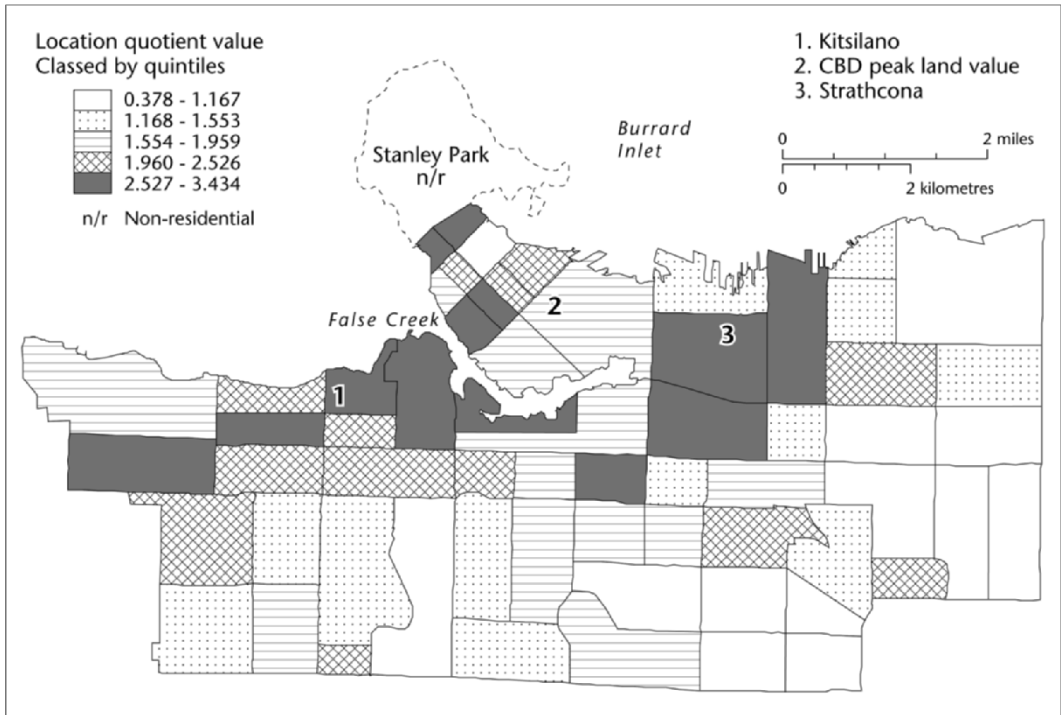 Location quotient value
Classed by quintiles
0.378 - 1.167
1.168 - 1.553
1.554 - 1.959
1.960 - 2.526
2.527 - 3.434
n/r Non-residential
1. Kitsilano
2. CBD peak land value
3. Strathcona
0 2 miles
0 2 kilometres
Burrard
Inlet
Stanley Park
n/r
False Creek
1
2
3